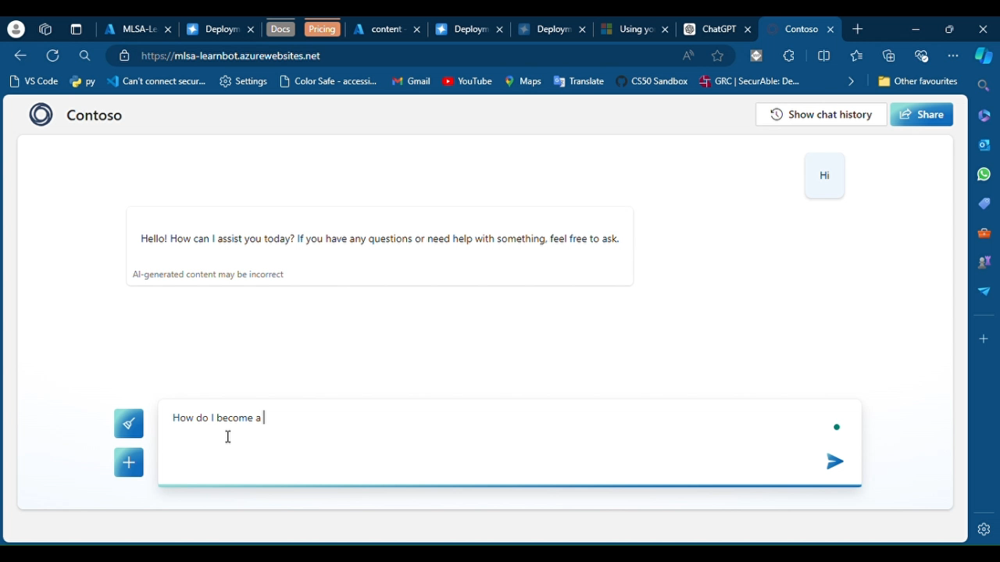 MLSA-Le
Deploym
Docs
Pricing
content -
Deploym
Deploym
Using yo
ChatGPT
Contoso
https://mlsa-learnbot.azurewebsites.net
VS Code
py
Can't connect secur...
Settings
Color Safe - accessi...
Gmail
YouTube
Maps
Translate
CS50 Sandbox
GRC | SecurAble: De...
Other favourites
Contoso
Show chat history
Share
Hi
Hello! How can I assist you today? If you have any questions or need help with something, feel free to ask.
AI-generated content may be incorrect
How do I become a